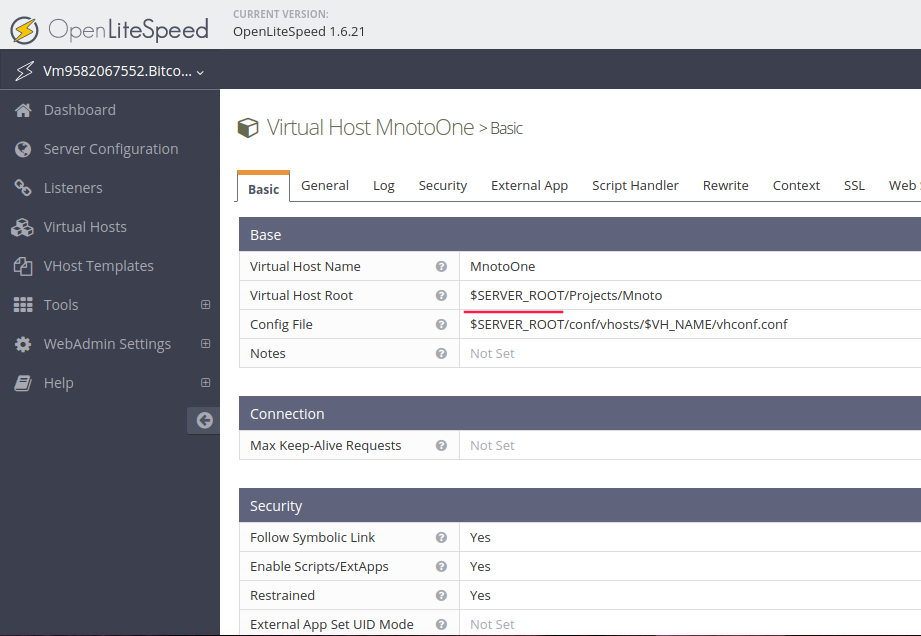 OpenLiteSpeed
CURRENT VERSION:
OpenLiteSpeed 1.6.21
Vm9582067552.Bitco...
Dashboard
Server Configuration
Listeners
Virtual Hosts
VHost Templates
Tools
WebAdmin Settings
Help
Virtual Host MnotoOne > Basic
Basic General Log Security External App Script Handler Rewrite Context SSL Web
Base
Virtual Host Name ? MnotoOne
Virtual Host Root ? $SERVER_ROOT/Projects/Mnoto
Config File ? $SERVER_ROOT/conf/vhosts/$VH_NAME/vhconf.conf
Notes ? Not Set
Connection
Max Keep-Alive Requests ? Not Set
Security
Follow Symbolic Link ? Yes
Enable Scripts/ExtApps ? Yes
Restrained ? Yes
External App Set UID Mode ? Not Set